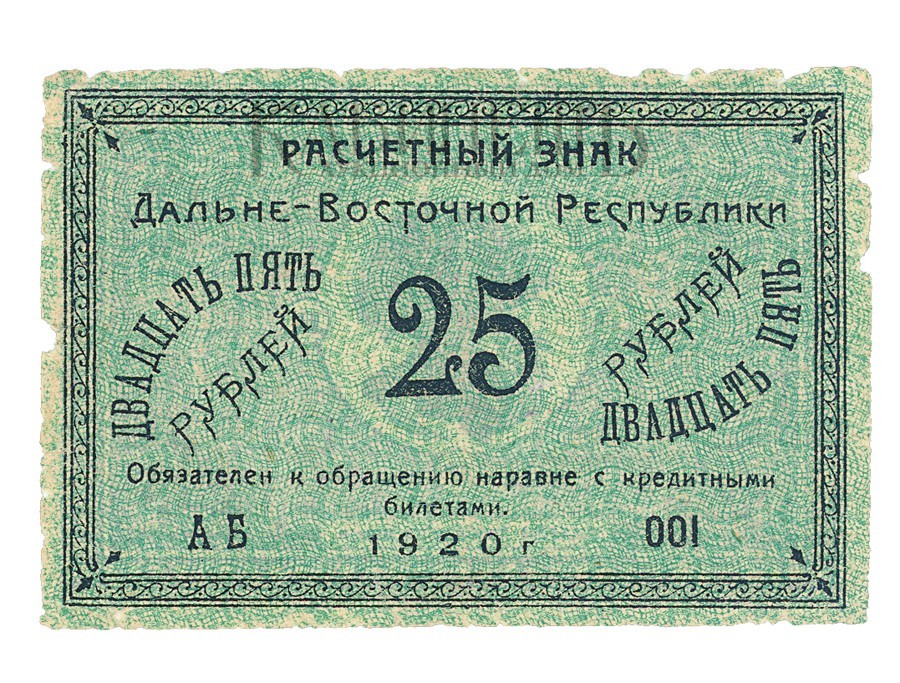 РАСЧЕТНЫЙ ЗНАК
Дальне-Восточной Республики
ДВАДЦАТЬ ПЯТЬ
РУБЛЕЙ
25
РУБЛЕЙ
ДВАДЦАТЬ ПЯТЬ
Обязателен к обращению наравне с кредитными
билетами.
АБ
001
1920 г